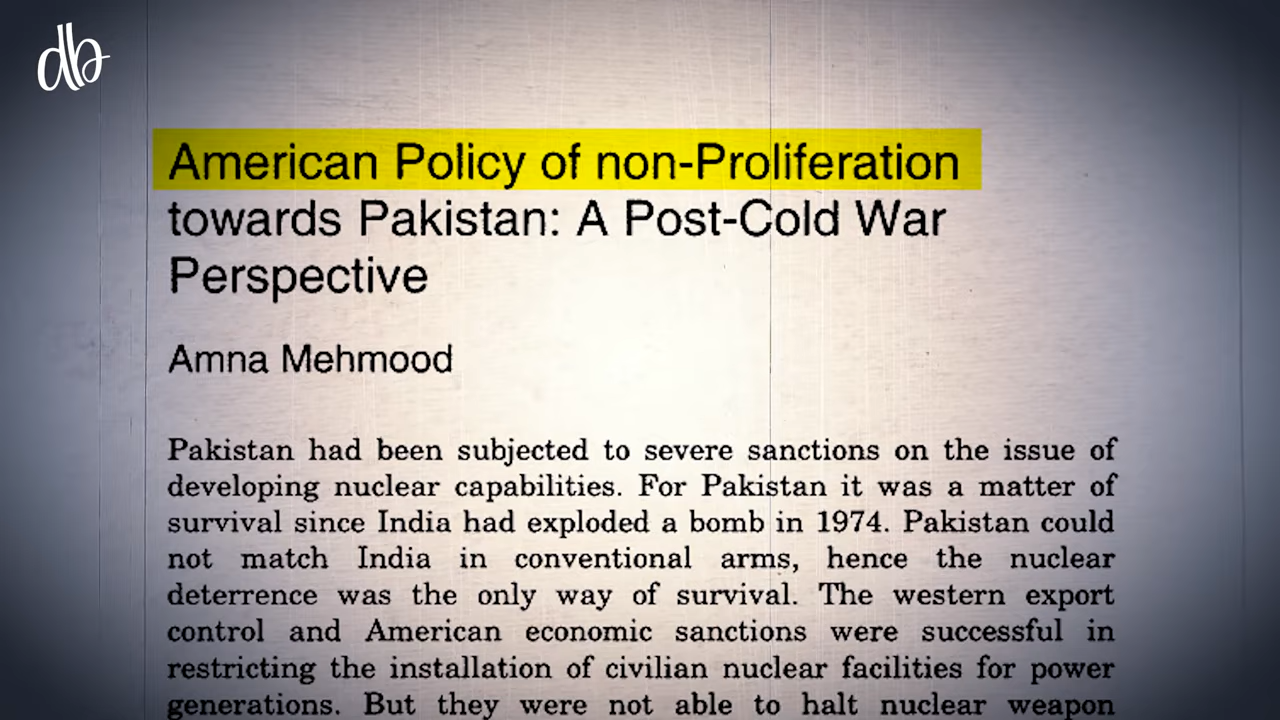 db
American Policy of non-Proliferation
towards Pakistan: A Post-Cold War
Perspective
Amna Mehmood
Pakistan had been subjected to severe sanctions on the issue of
developing nuclear capabilities. For Pakistan it was a matter of
survival since India had exploded a bomb in 1974. Pakistan could
not match India in conventional arms, hence the nuclear
deterrence was the only way of survival. The western export
control and American economic sanctions were successful in
restricting the installation of civilian nuclear facilities for power
generations. But they were not able to halt nuclear weapon